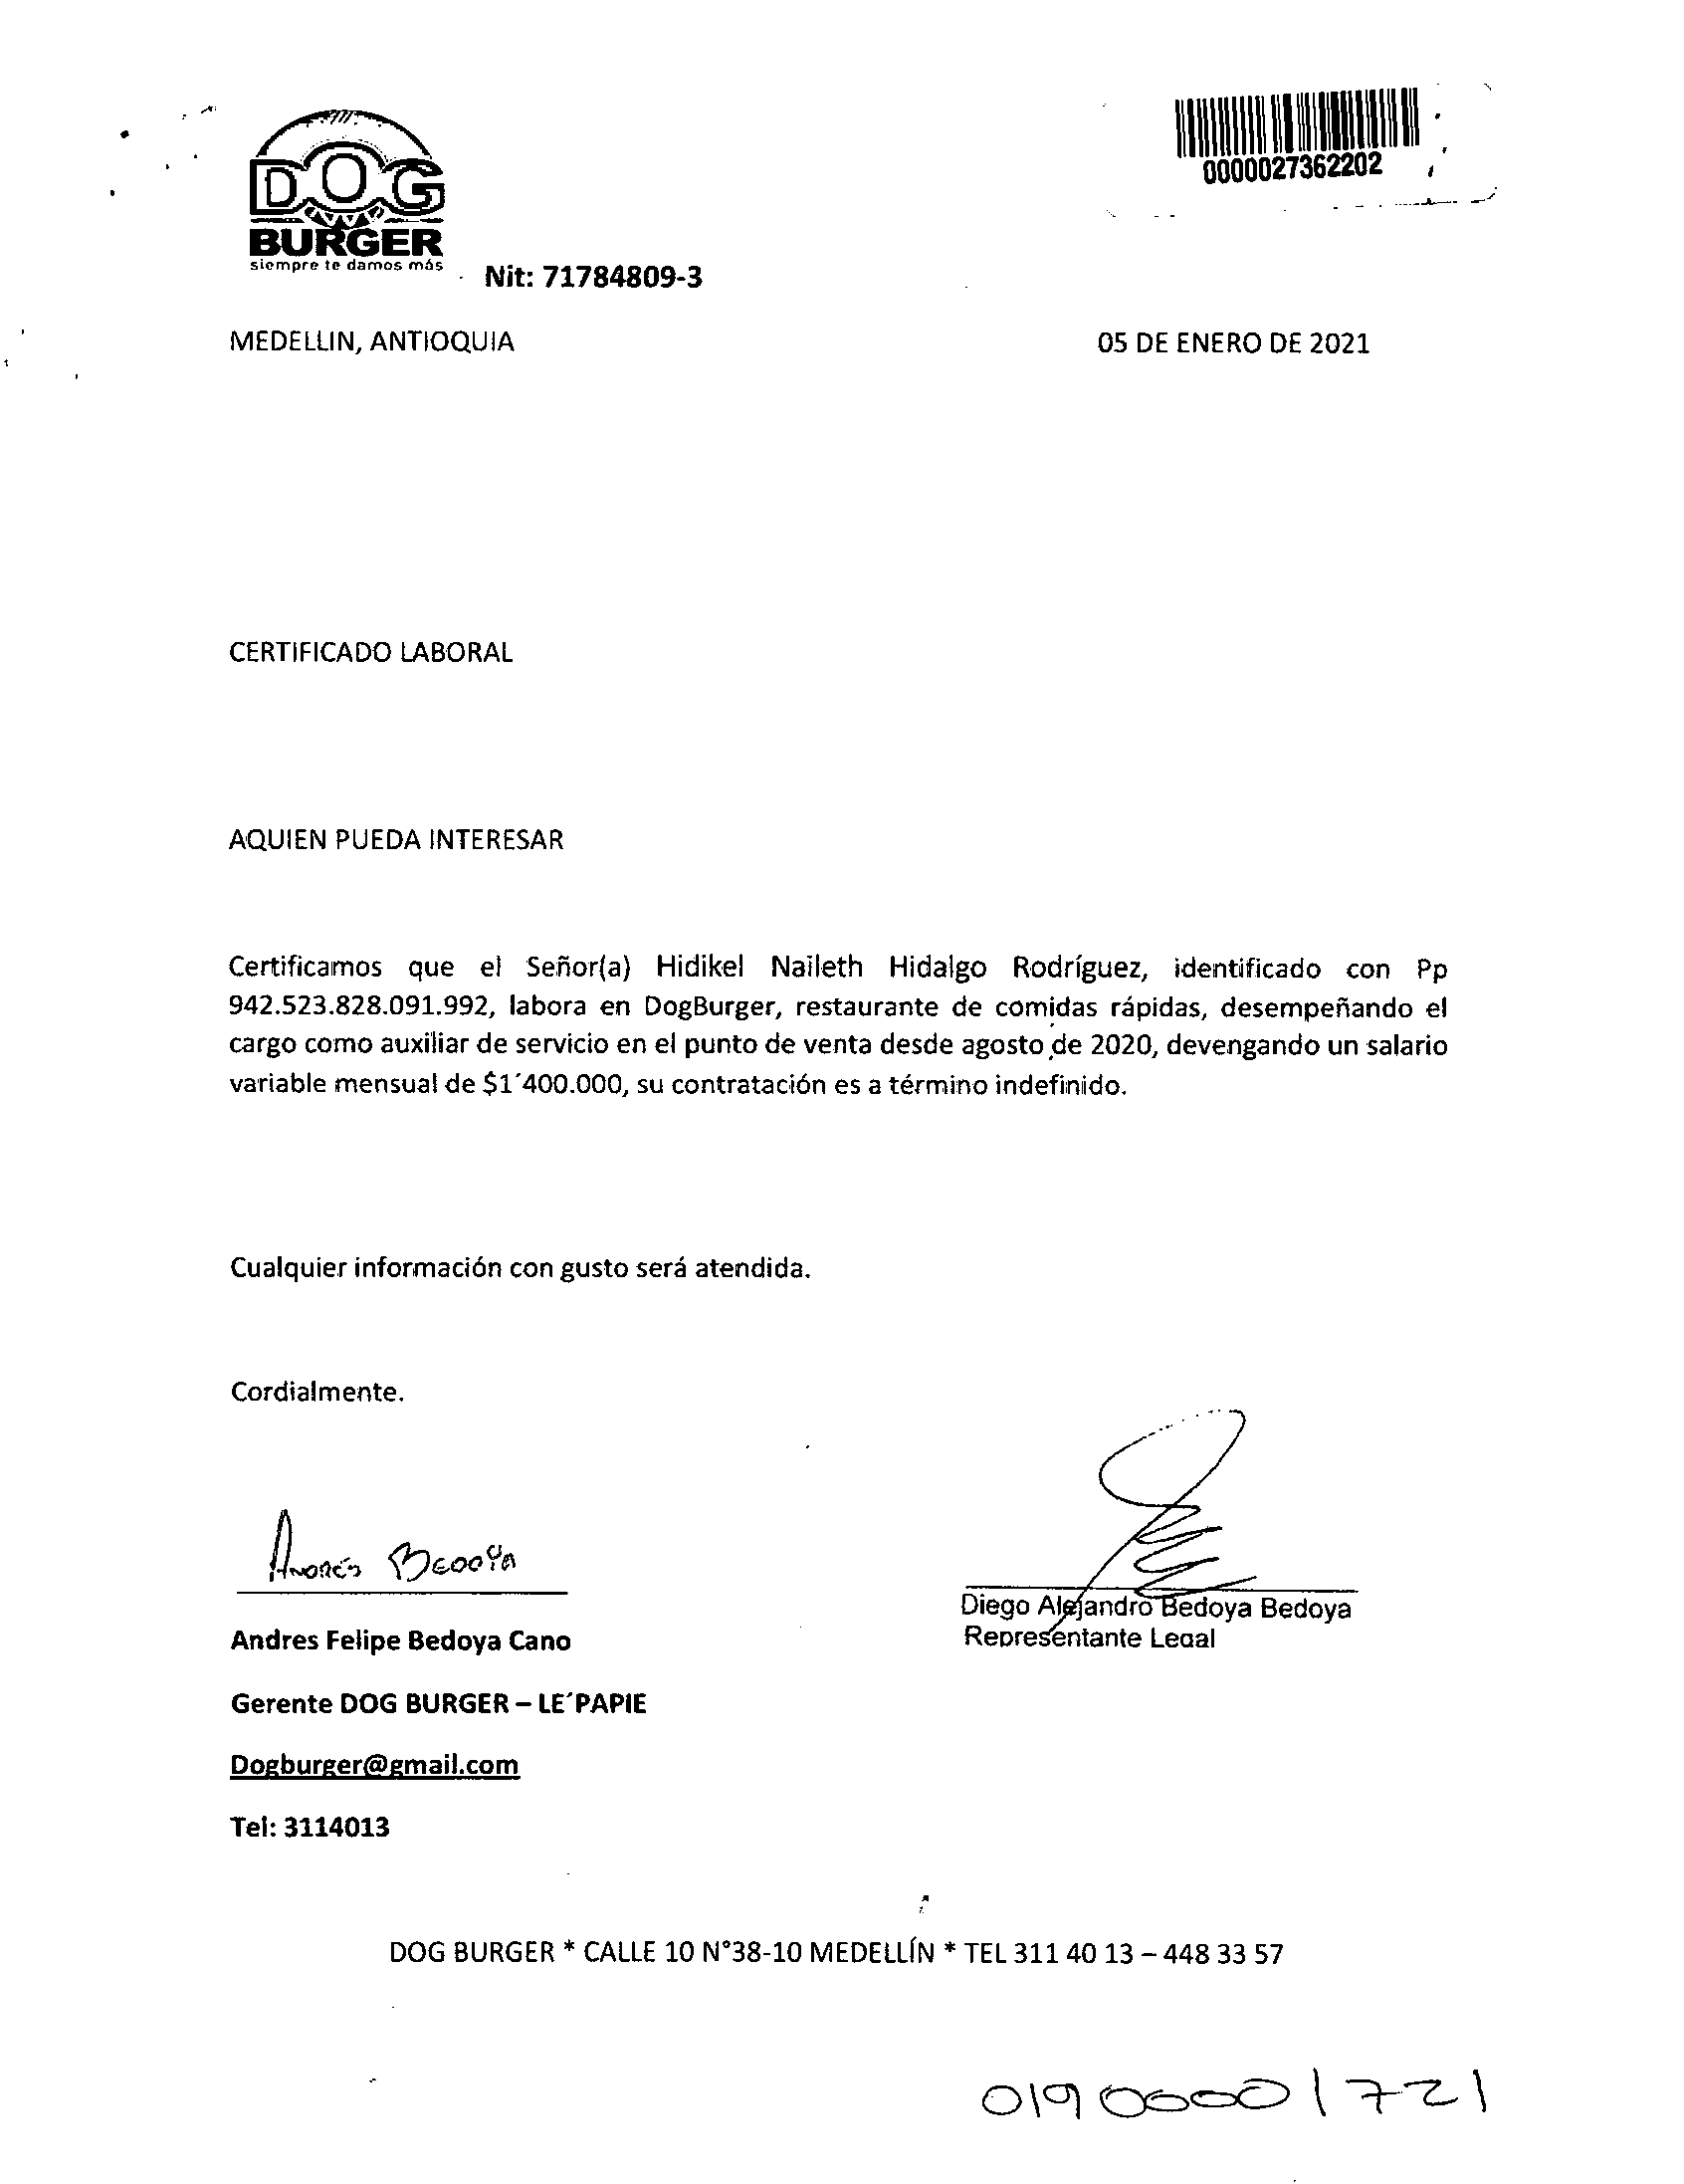 DOG
BURGER
siempre te damos más
0000027362202
Nit: 71784809-3
MEDELLIN, ANTIOQUIA
05 DE ENERO DE 2021
CERTIFICADO LABORAL
AQUIEN PUEDA INTERESAR
Certificamos que el Señor(a) Hidikel Naileth Hidalgo Rodríguez, identificado con Pp
942.523.828.091.992, labora en DogBurger, restaurante de comidas rápidas, desempeñando el
cargo como auxiliar de servicio en el punto de venta desde agosto de 2020, devengando un salario
variable mensual de $1´400.000, su contratación es a término indefinido.
Cualquier información con gusto será atendida.
Cordialmente.
Andrés Bedoya
Diego Alejandro Bedoya Bedoya
Representante Legal
Andres Felipe Bedoya Cano
Gerente DOG BURGER – LE´PAPIE
Dogburger@gmail.com
Tel: 3114013
DOG BURGER * CALLE 10 N°38-10 MEDELLÍN * TEL 311 40 13 – 448 33 57
01900001721